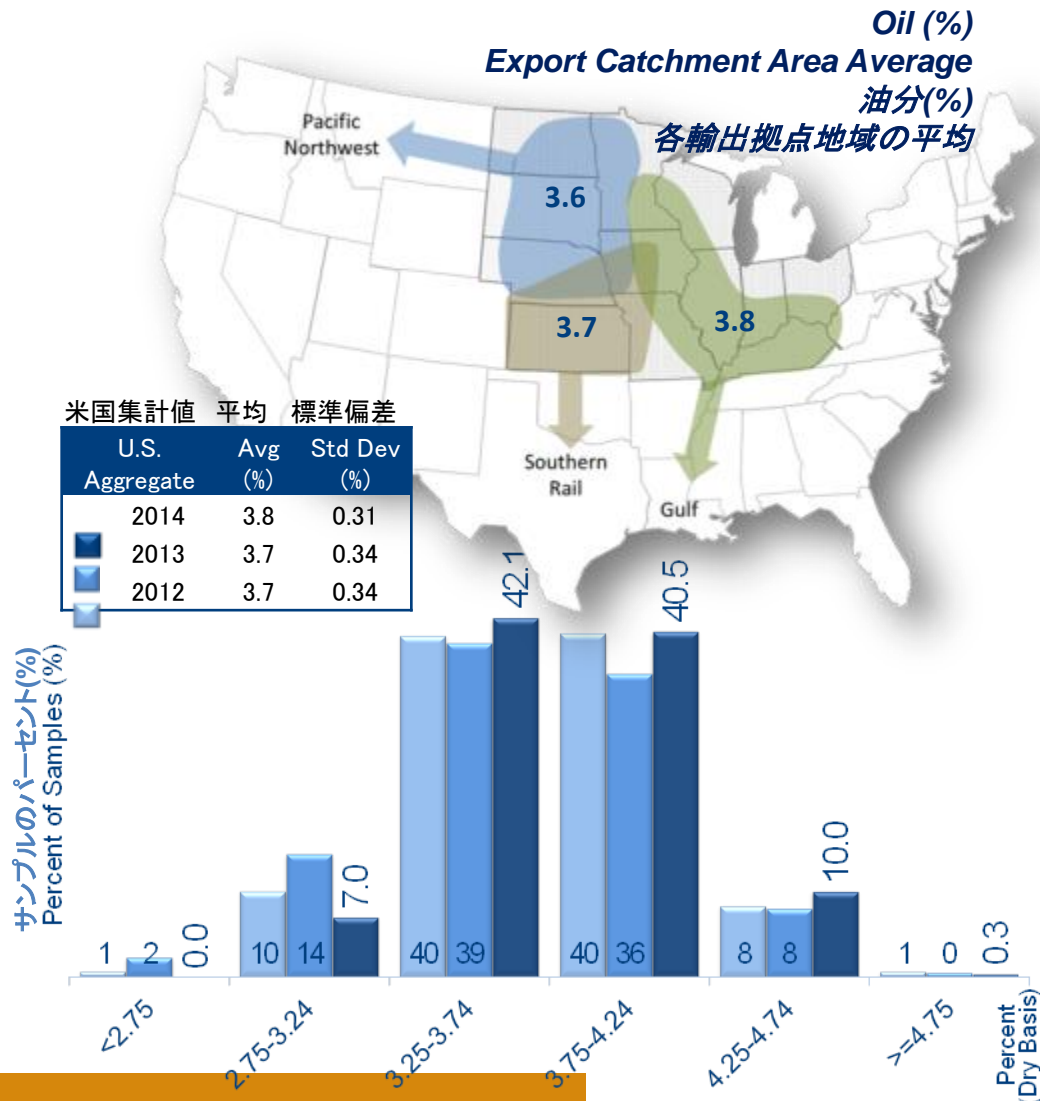 Oil (%)
Export Catchment Area Average
油分(%)
各輸出拠点地域の平均
Pacific
Northwest
3.6
3.7
3.8
Southern
Rail
Gulf
米国集計値 平均 標準偏差
U.S. Aggregate Avg (%) Std Dev (%)
2014 3.8 0.31
2013 3.7 0.34
2012 3.7 0.34
サンプルのパーセント(%)
Percent of Samples (%)
1 2 0.0
10 14 7.0
40 39 42.1
40 36 40.5
8 8 10.0
1 0 0.3
<2.75
2.75-3.24
3.25-3.74
3.75-4.24
4.25-4.74
>=4.75
Percent
(Dry Basis)